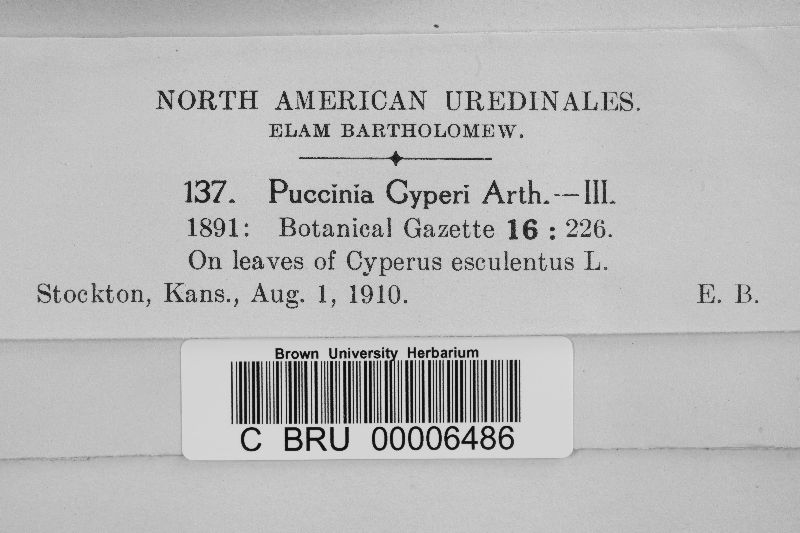 NORTH AMERICAN UREDINALES.
ELAM BARTHOLOMEW.
137. Puccinia Cyperi Arth.—III.
1891: Botanical Gazette 16 : 226.
On leaves of Cyperus esculentus L.
Stockton, Kans., Aug. 1, 1910. E. B.
Brown University Herbarium
C BRU 00006486